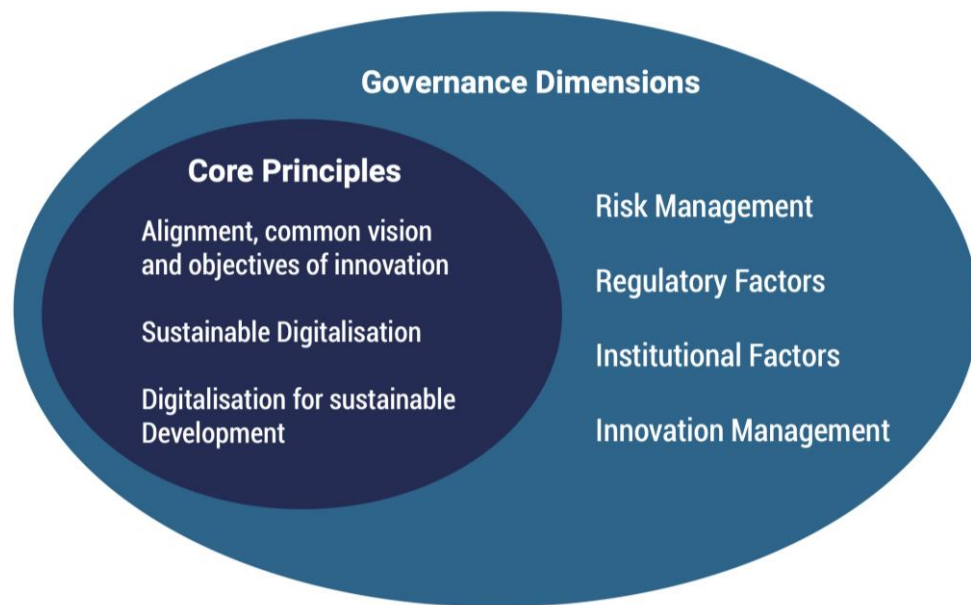 Governance Dimensions
Core Principles
Alignment, common vision
and objectives of innovation
Sustainable Digitalisation
Digitalisation for sustainable
Development
Risk Management
Regulatory Factors
Institutional Factors
Innovation Management